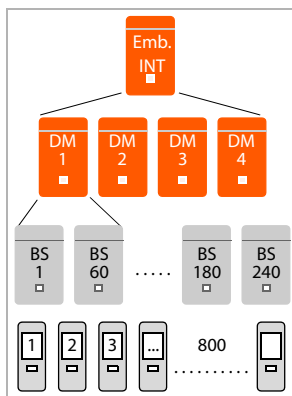 Emb.
INT
DM DM DM DM
1 2 3 4
BS BS BS BS
1 60 ..... 180 240
1 2 3 ... 800
..........